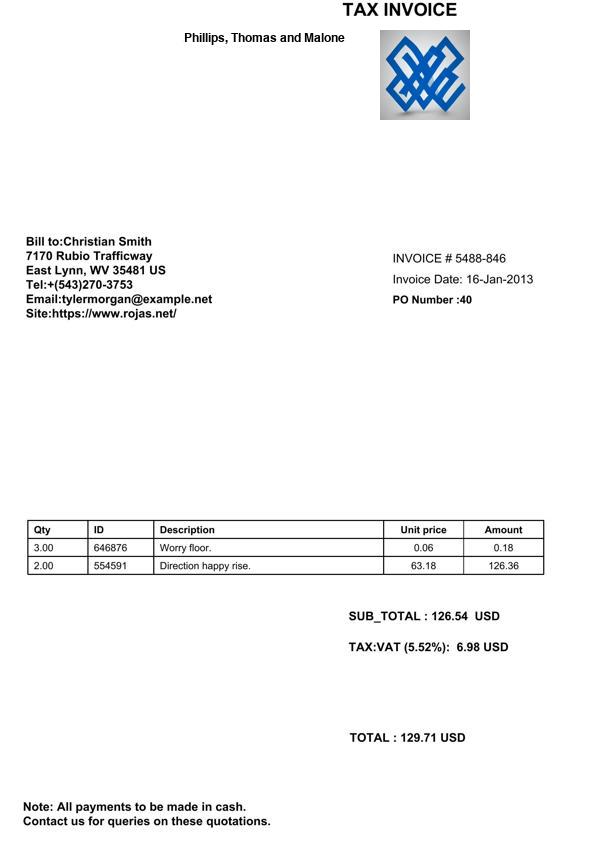 TAX INVOICE
Phillips, Thomas and Malone
Bill to:Christian Smith
7170 Rubio Trafficway
East Lynn, WV 35481 US
Tel:+(543)270-3753
Email:tylermorgan@example.net
Site:https://www.rojas.net/
INVOICE # 5488-846
Invoice Date: 16-Jan-2013
PO Number :40
Qty ID Description Unit price Amount
3.00 646876 Worry floor. 0.06 0.18
2.00 554591 Direction happy rise. 63.18 126.36
SUB_TOTAL : 126.54 USD
TAX:VAT (5.52%): 6.98 USD
TOTAL : 129.71 USD
Note: All payments to be made in cash.
Contact us for queries on these quotations.